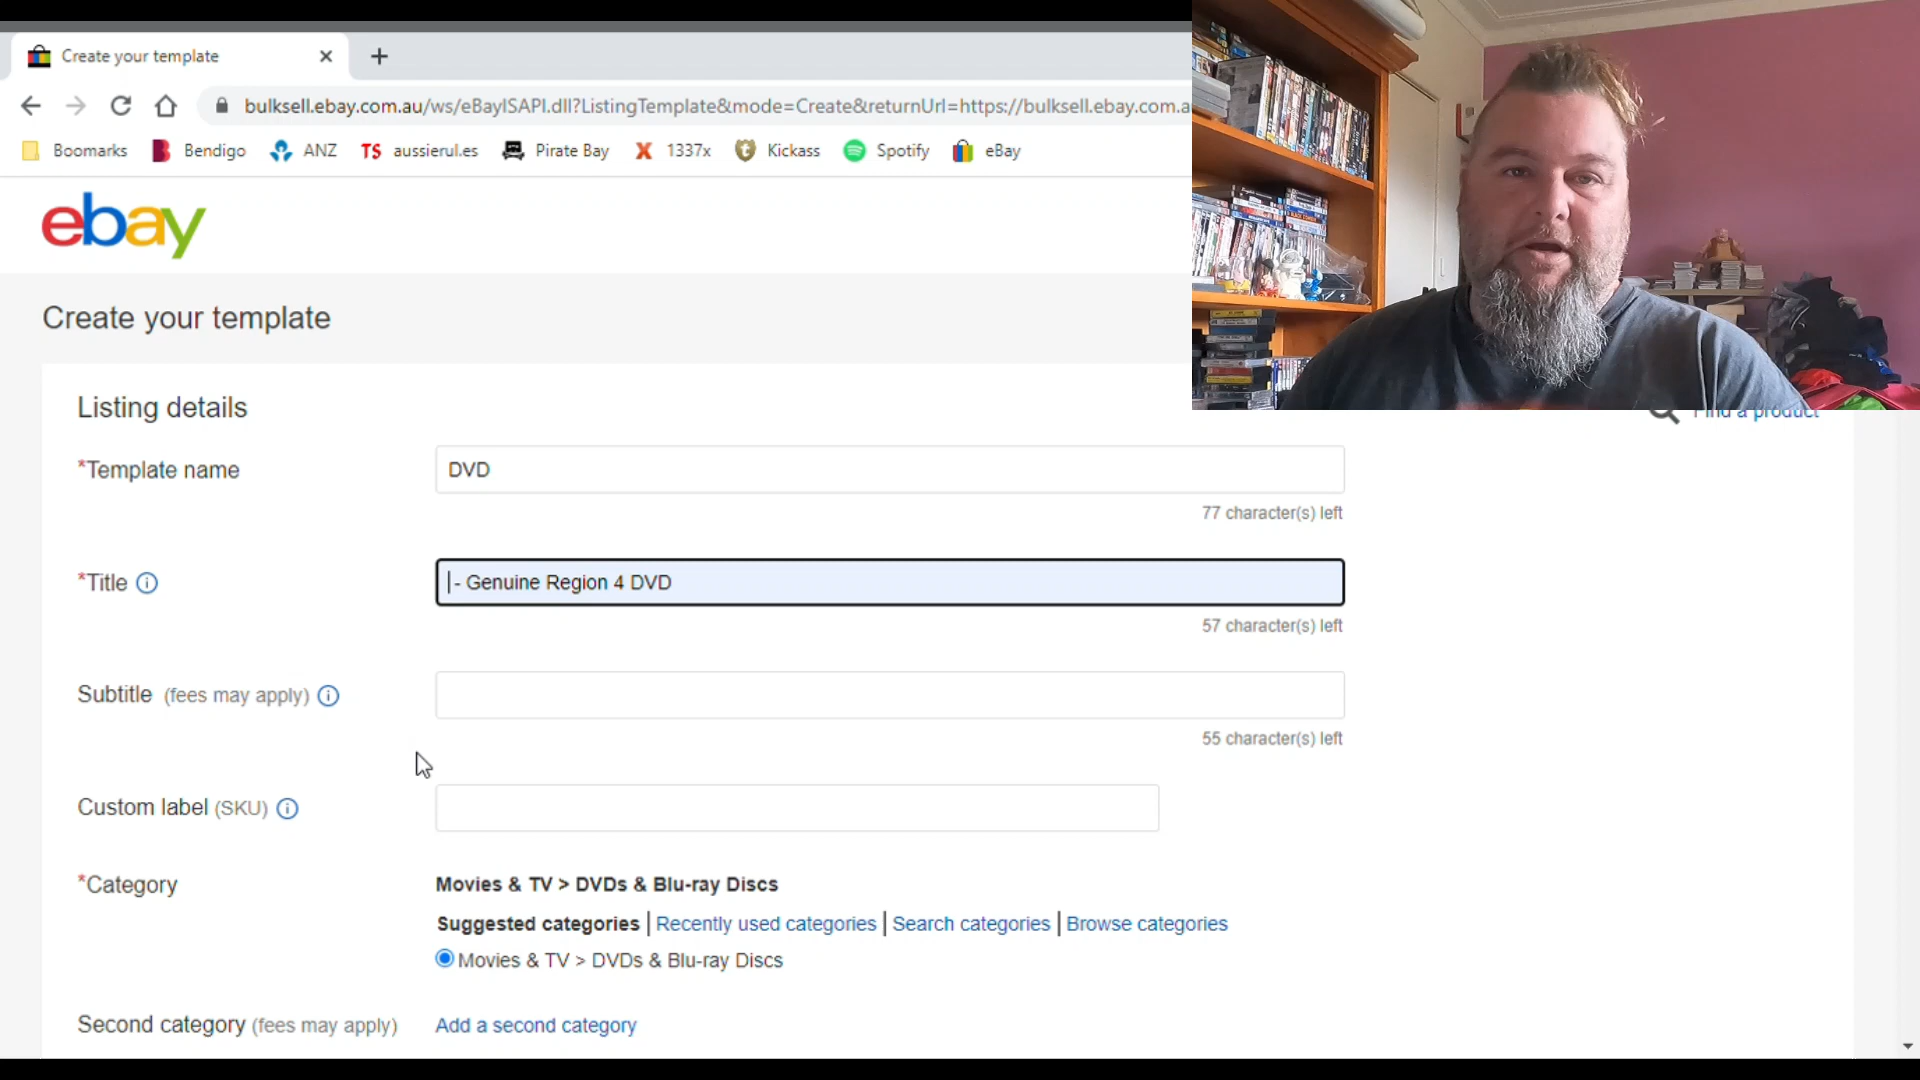 Create your template
bulksell.ebay.com.au/ws/eBayISAPI.dll?ListingTemplate&mode=Create&returnUrl=https://bulksell.ebay.com.a
Boomarks Bendigo ANZ TS aussierul.es Pirate Bay 1337x Kickass Spotify eBay
ebay
Create your template
Listing details
Find a product
*Template name DVD
77 character(s) left
*Title - Genuine Region 4 DVD
57 character(s) left
Subtitle (fees may apply)
55 character(s) left
Custom label (SKU)
*Category Movies & TV > DVDs & Blu-ray Discs
Suggested categories | Recently used categories | Search categories | Browse categories
Movies & TV > DVDs & Blu-ray Discs
Second category (fees may apply) Add a second category